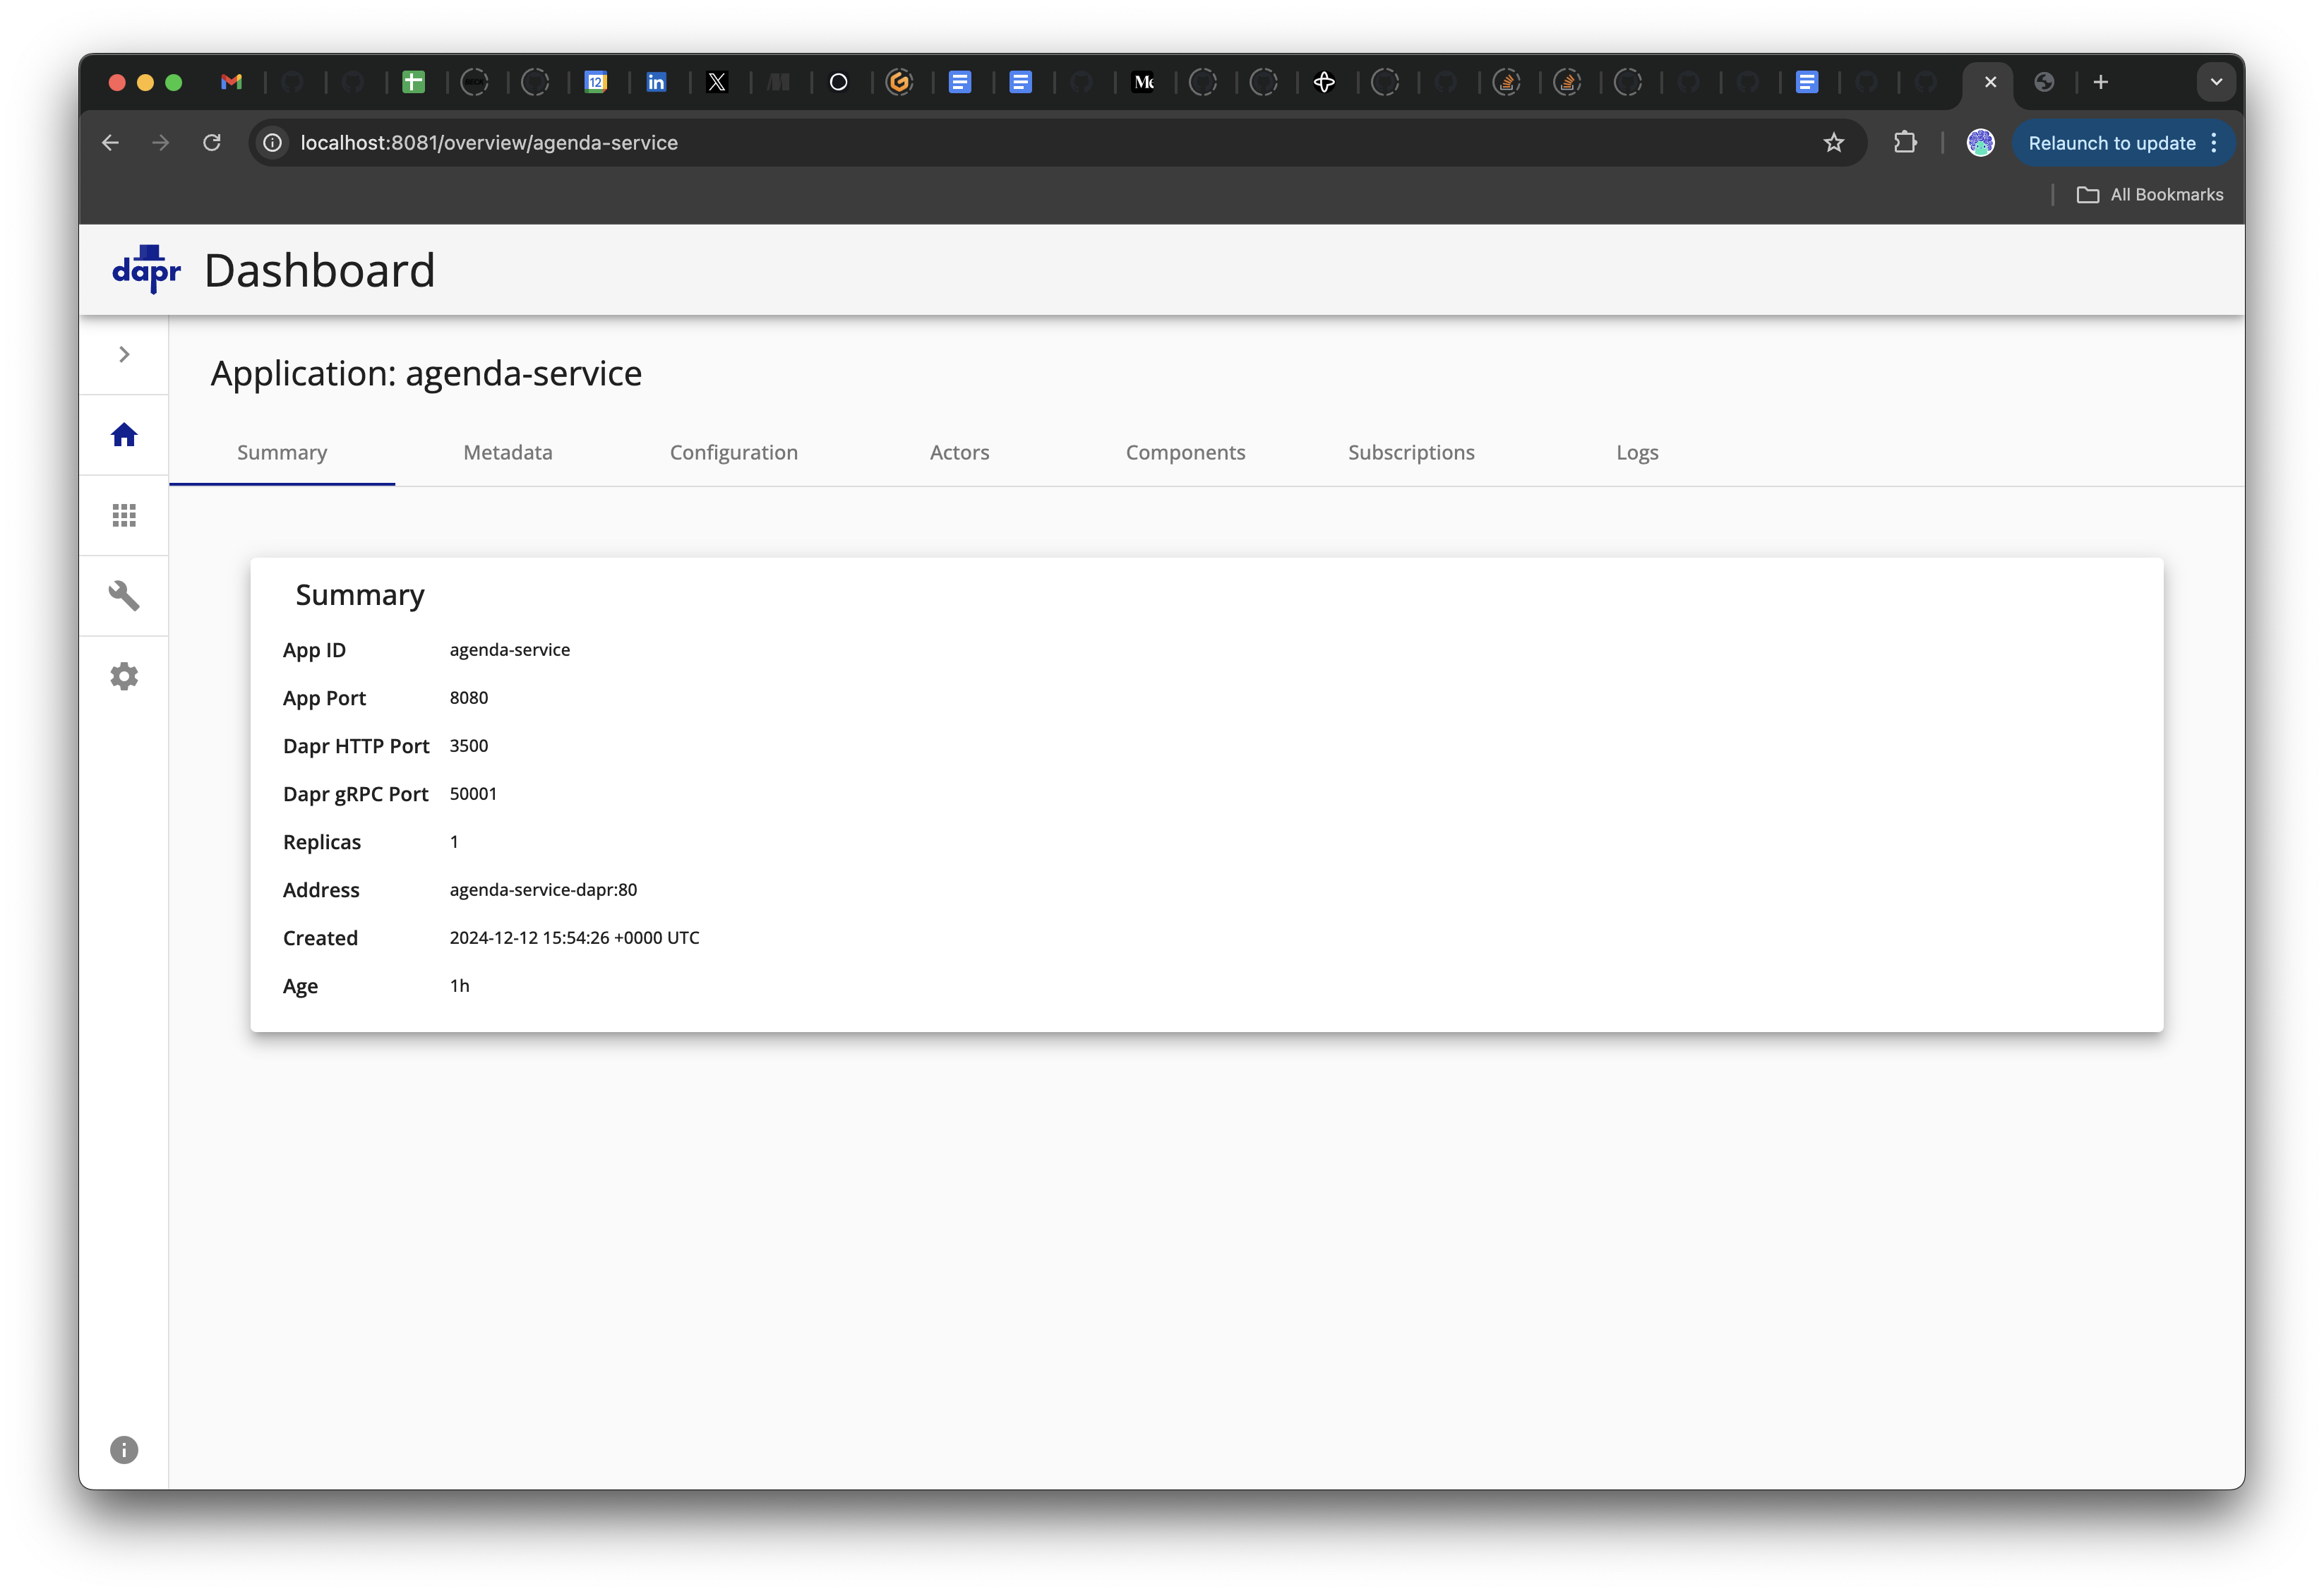 12
in
X
localhost:8081/overview/agenda-service
Relaunch to update
All Bookmarks
dapr Dashboard
Application: agenda-service
Summary Metadata Configuration Actors Components Subscriptions Logs
Summary
App ID agenda-service
App Port 8080
Dapr HTTP Port 3500
Dapr gRPC Port 50001
Replicas 1
Address agenda-service-dapr:80
Created 2024-12-12 15:54:26 +0000 UTC
Age 1h